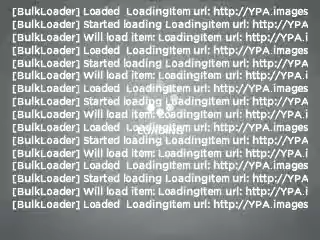 [BulkLoader] Loaded LoadingItem url: http://YPA.images
[BulkLoader] Started loading LoadingItem url: http://YPA
[BulkLoader] Will load item: LoadingItem url: http://YPA.i
[BulkLoader] Loaded LoadingItem url: http://YPA.images
[BulkLoader] Started loading LoadingItem url: http://YPA
[BulkLoader] Will load item: LoadingItem url: http://YPA.i
[BulkLoader] Loaded LoadingItem url: http://YPA.images
[BulkLoader] Started loading LoadingItem url: http://YPA
[BulkLoader] Will load item: LoadingItem url: http://YPA.i
[BulkLoader] Loaded LoadingItem url: http://YPA.images
[BulkLoader] Started loading LoadingItem url: http://YPA
[BulkLoader] Will load item: LoadingItem url: http://YPA.i
[BulkLoader] Loaded LoadingItem url: http://YPA.images
[BulkLoader] Started loading LoadingItem url: http://YPA
[BulkLoader] Will load item: LoadingItem url: http://YPA.i
[BulkLoader] Loaded LoadingItem url: http://YPA.images